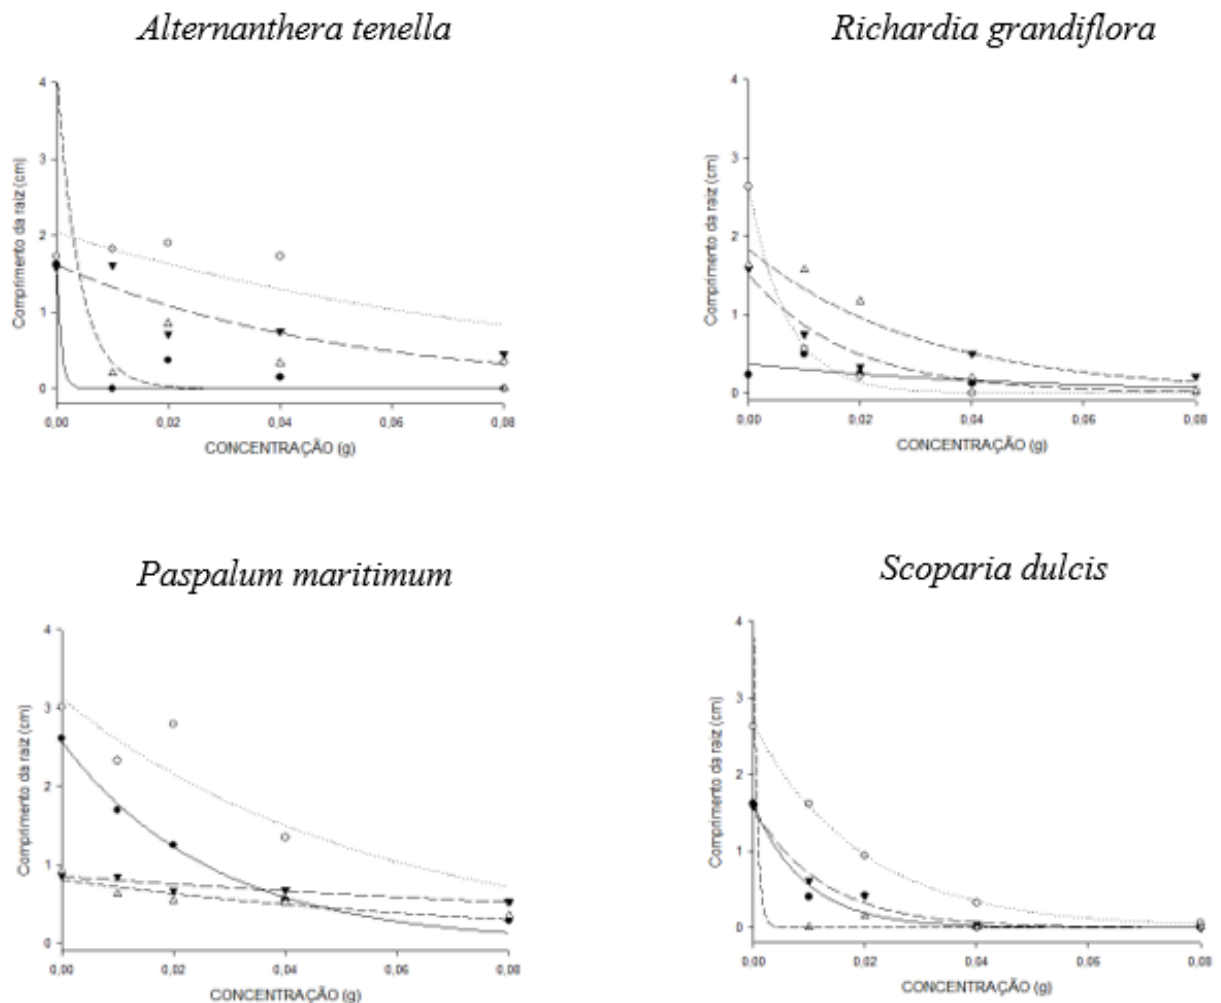 Alternanthera tenella
4
3
2
1
0
Comprimento da raiz (cm)
0,00 0,02 0,04 0,06 0,08
CONCENTRAÇÃO (g)
Richardia grandiflora
4
3
2
1
0
Comprimento da raiz (cm)
0,00 0,02 0,04 0,06 0,08
CONCENTRAÇÃO (g)
Paspalum maritimum
4
3
2
1
0
Comprimento da raiz (cm)
0,00 0,02 0,04 0,06 0,08
CONCENTRAÇÃO (g)
Scoparia dulcis
4
3
2
1
0
Comprimento da raiz (cm)
0,00 0,02 0,04 0,06 0,08
CONCENTRAÇÃO (g)